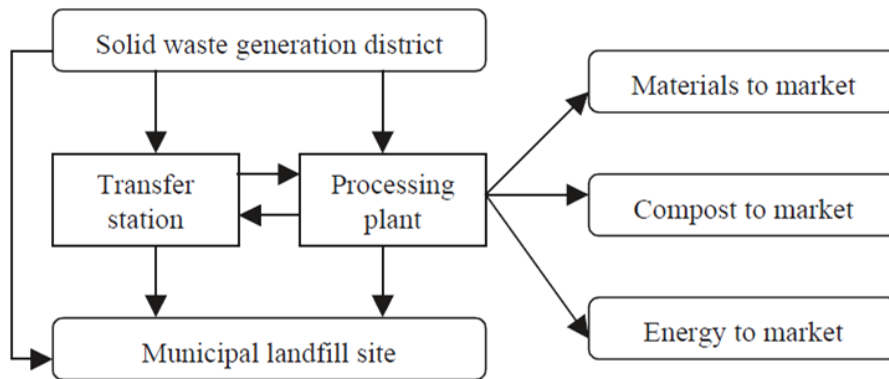 Solid waste generation district
Materials to market
Transfer
station
Processing
plant
Compost to market
Municipal landfill site
Energy to market